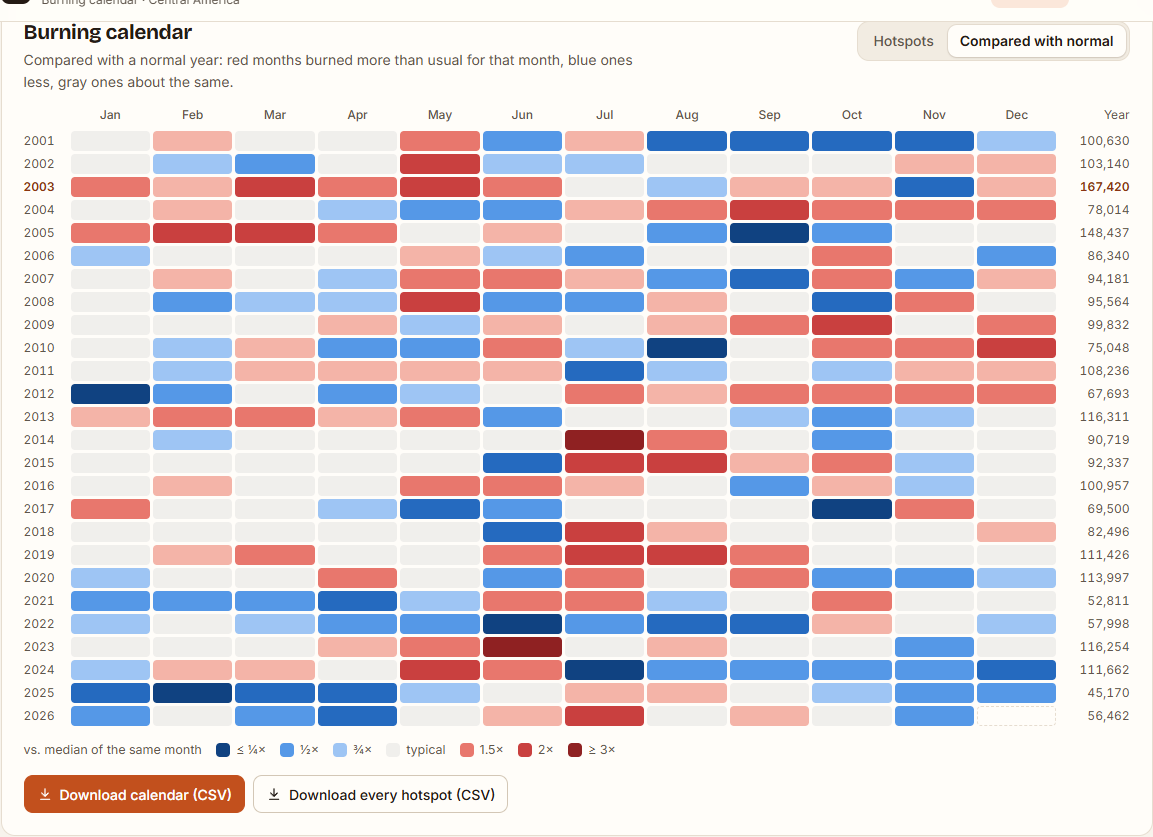 Burning calendar · Central America
Burning calendar
Hotspots
Compared with normal
Compared with a normal year: red months burned more than usual for that month, blue ones
less, gray ones about the same.
Jan Feb Mar Apr May Jun Jul Aug Sep Oct Nov Dec Year
2001 100,630
2002 103,140
2003 167,420
2004 78,014
2005 148,437
2006 86,340
2007 94,181
2008 95,564
2009 99,832
2010 75,048
2011 108,236
2012 67,693
2013 116,311
2014 90,719
2015 92,337
2016 100,957
2017 69,500
2018 82,496
2019 111,426
2020 113,997
2021 52,811
2022 57,998
2023 116,254
2024 111,662
2025 45,170
2026 56,462
vs. median of the same month ≤ ¼× ½× ¾× typical 1.5× 2× ≥ 3×
Download calendar (CSV)
Download every hotspot (CSV)